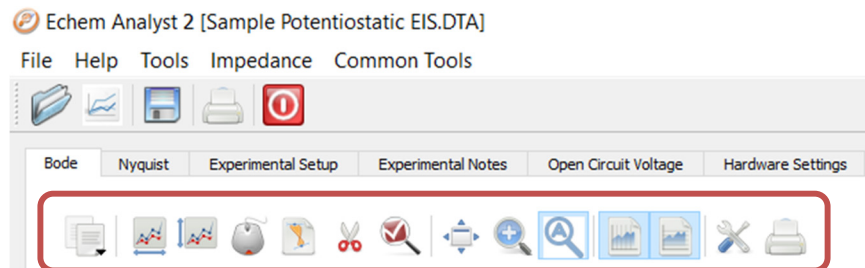 Echem Analyst 2 [Sample Potentiostatic EIS.DTA]
File Help Tools Impedance Common Tools
Bode Nyquist Experimental Setup Experimental Notes Open Circuit Voltage Hardware Settings